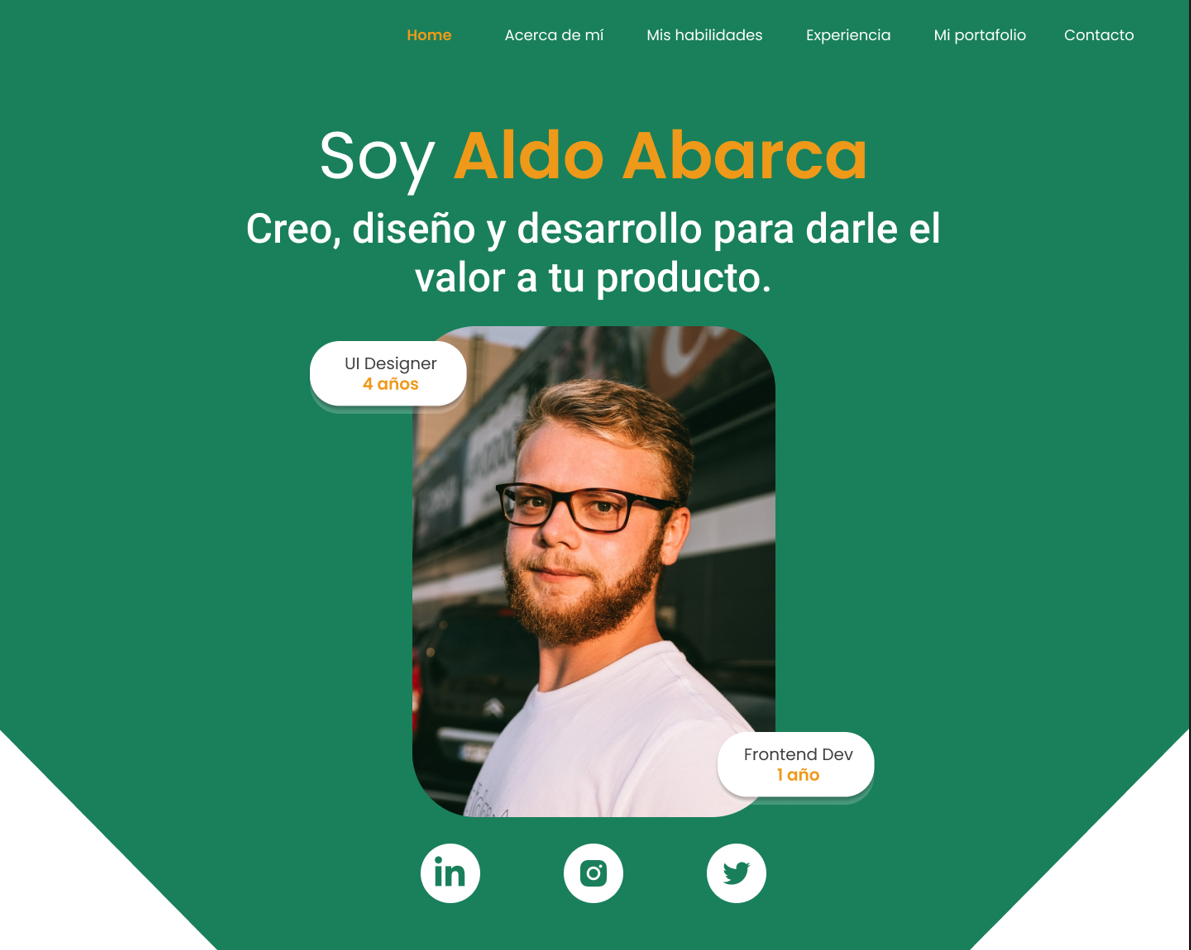 Home Acerca de mí Mis habilidades Experiencia Mi portafolio Contacto
Soy Aldo Abarca
Creo, diseño y desarrollo para darle el
valor a tu producto.
UI Designer
4 años
Frontend Dev
1 año
in